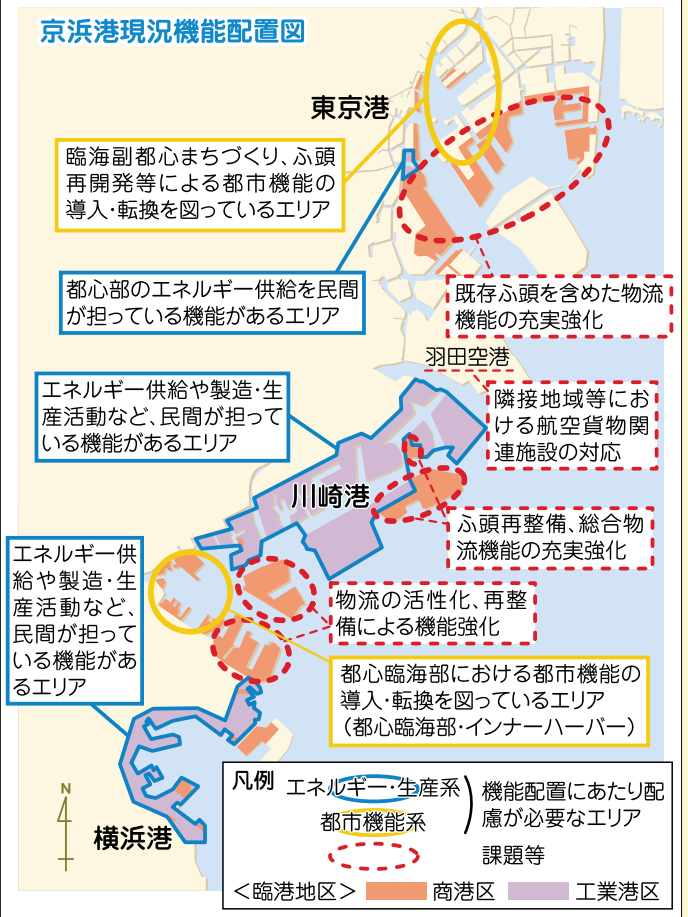 京浜港現況機能配置図
東京港
臨海副都心まちづくり、ふ頭
再開発等による都市機能の
導入・転換を図っているエリア
都心部のエネルギー供給を民間
が担っている機能があるエリア
既存ふ頭を含めた物流
機能の充実強化
羽田空港
エネルギー供給や製造・生
産活動など、民間が担って
いる機能があるエリア
隣接地域等にお
ける航空貨物関
連施設の対応
川崎港
ふ頭再整備、総合物
流機能の充実強化
エネルギー供
給や製造・生
産活動など、
民間が担って
いる機能があ
るエリア
物流の活性化、再整
備による機能強化
都心臨海部における都市機能の
導入・転換を図っているエリア
（都心臨海部・インナーハーバー）
N
横浜港
凡例
エネルギー・生産系
都市機能系
機能配置にあたり配
慮が必要なエリア
課題等
＜臨港地区＞ 商港区 工業港区